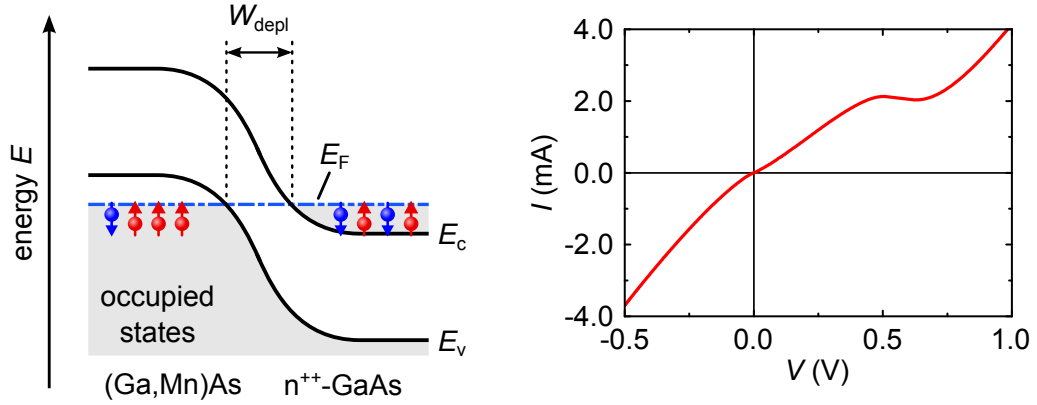 W_depl
energy E
E_F
E_c
occupied
states
E_v
(Ga,Mn)As
n⁺⁺-GaAs
4.0
2.0
0.0
-2.0
-4.0
I (mA)
-0.5
0.0
0.5
1.0
V (V)